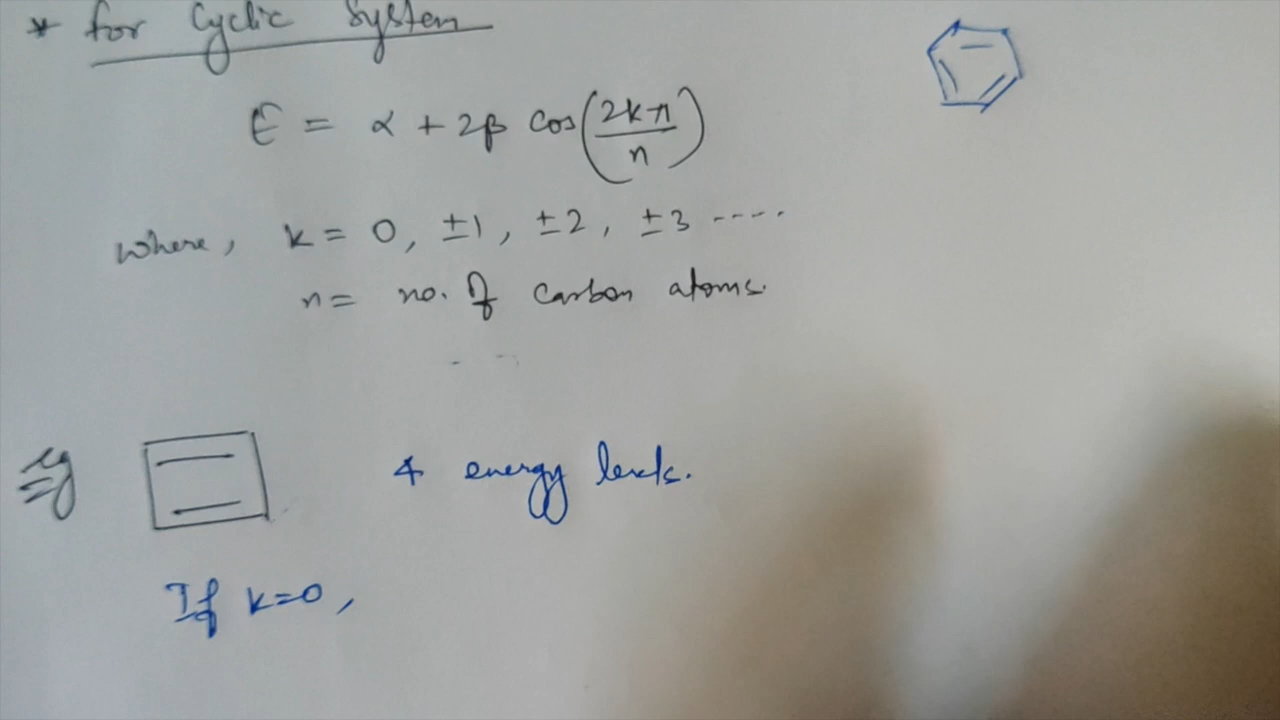 * for Cyclic System
E = α + 2β cos(2kπ/n)
where, k = 0, ±1, ±2, ±3 ----.
n = no. of carbon atoms.
eg 4 energy levels.
If k=0,